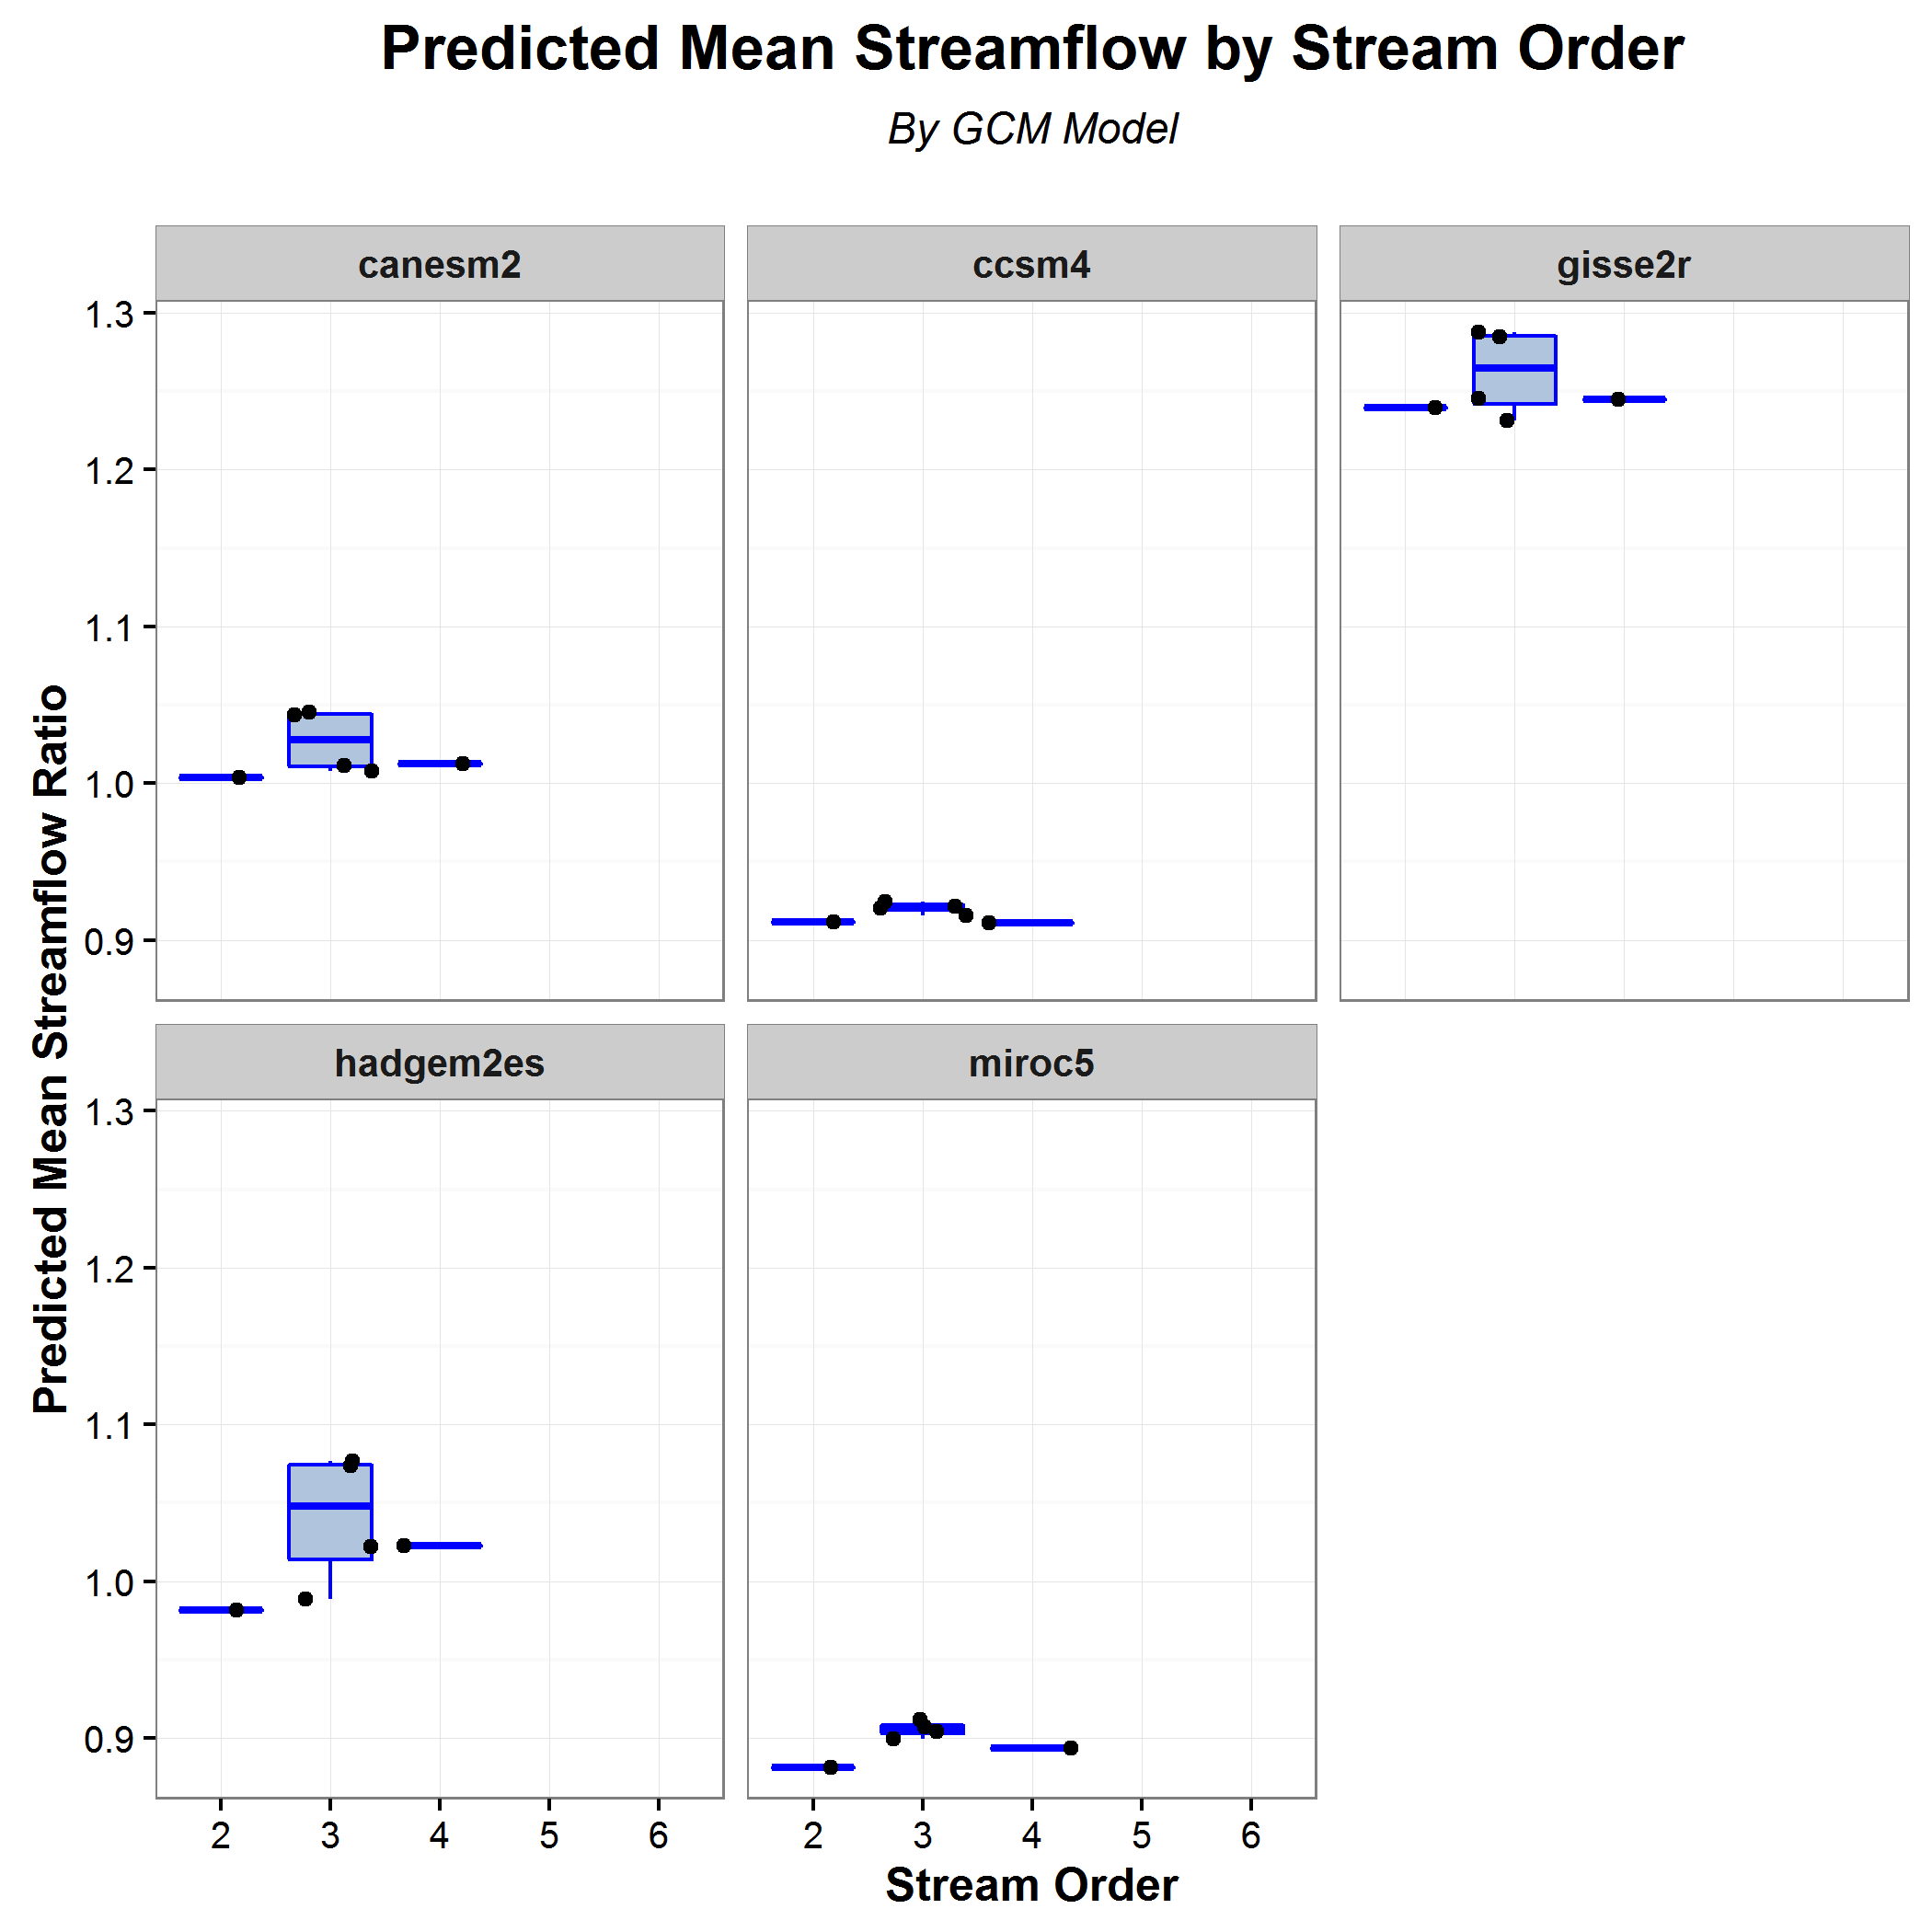 Predicted Mean Streamflow by Stream Order
By GCM Model
canesm2
ccsm4
gisse2r
1.3
1.2
1.1
1.0
0.9
Predicted Mean Streamflow Ratio
hadgem2es
miroc5
1.3
1.2
1.1
1.0
0.9
2 3 4 5 6
2 3 4 5 6
Stream Order